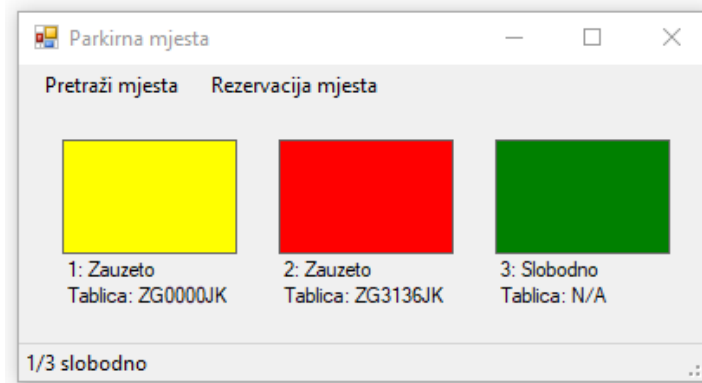 Parkirna mjesta
Pretraži mjesta Rezervacija mjesta
1: Zauzeto
Tablica: ZG0000JK
2: Zauzeto
Tablica: ZG3136JK
3: Slobodno
Tablica: N/A
1/3 slobodno